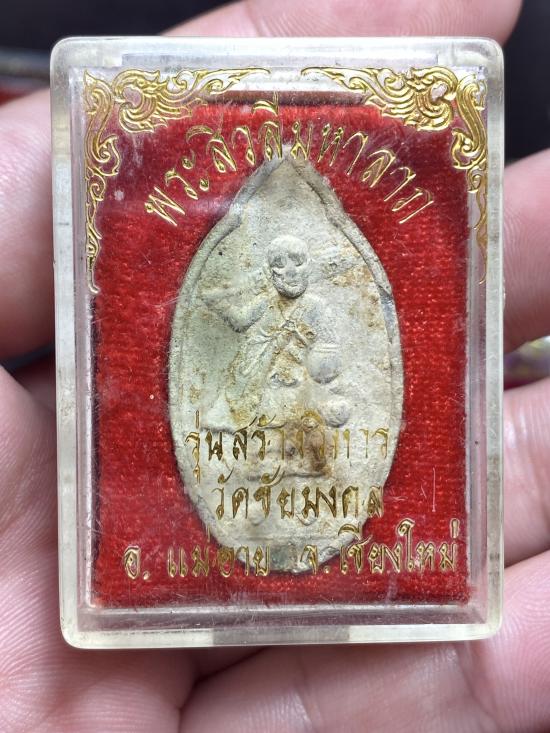 พระสิวลีมหาลาภ
รุ่นสร้างวิหาร
วัดชัยมงคล
อ. แม่อาย จ. เชียงใหม่